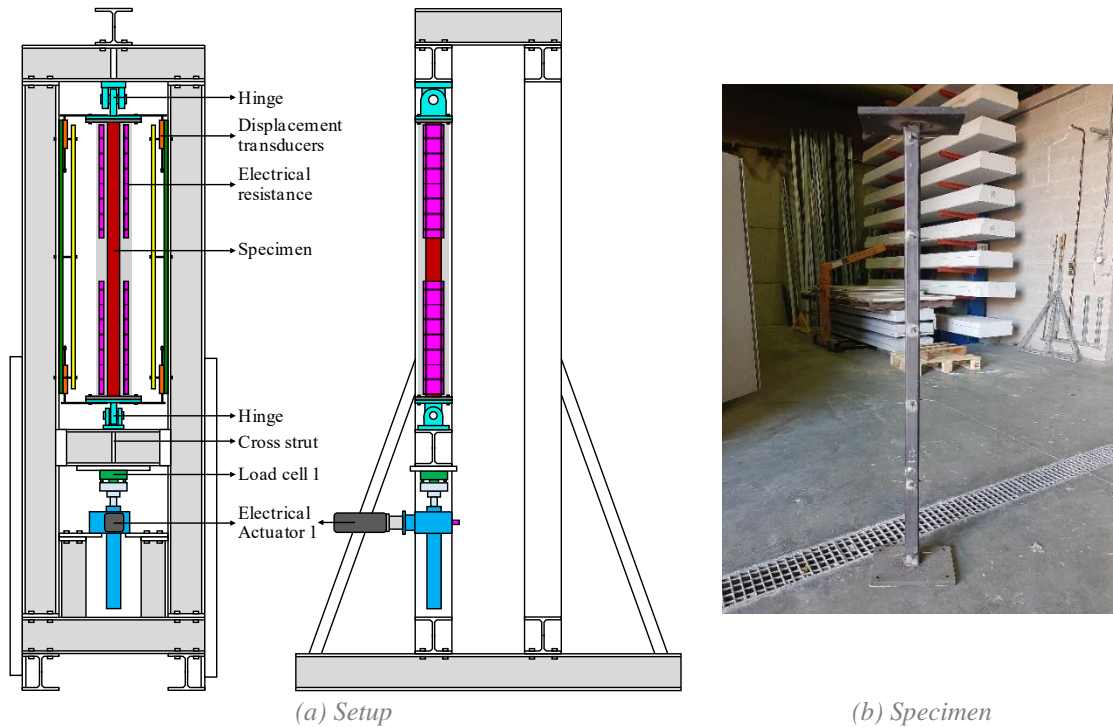 Hinge
Displacement
transducers
Electrical
resistance
Specimen
Hinge
Cross strut
Load cell 1
Electrical
Actuator 1
(a) Setup
(b) Specimen